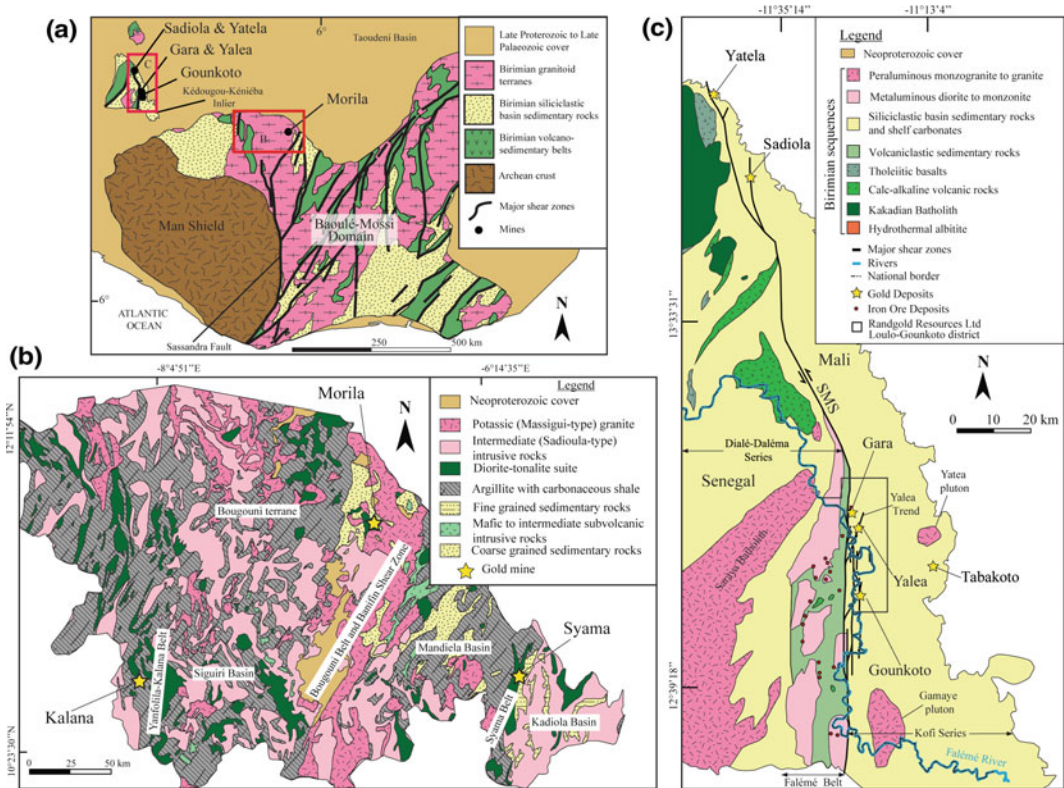 (a)
6°
Taoudeni Basin
Sadiola & Yatela
Gara & Yalea
Gounkoto
C
Kédougou-Kéniéba
Inlier
Morila
B
Man Shield
Baoulé-Mossi
Domain
6°
ATLANTIC
OCEAN
Sassandra Fault
N
250
500 km
Legend
Late Proterozoic to Late
Palaeozoic cover
Birimian granitoid
terranes
Birimian siliciclastic
basin sedimentary rocks
Birimian volcano-
sedimentary belts
Archean crust
Major shear zones
Mines
(b)
-8°4'51"E
-6°14'35"E
12°11'54"N
10°23'30"N
Morila
N
Bougouni terrane
Yanfolila-Kalana Belt
Siguiri Basin
Kalana
Bougouni Belt and Banifin Shear Zone
Mandiela Basin
Syama
Syama Belt
Kadiola Basin
0
25
50 km
Legend
Neoproterozoic cover
Potassic (Massigui-type) granite
Intermediate (Sadioula-type)
intrusive rocks
Diorite-tonalite suite
Argillite with carbonaceous shale
Fine grained sedimentary rocks
Mafic to intermediate subvolcanic
intrusive rocks
Coarse grained sedimentary rocks
Gold mine
(c)
-11°35'14"
-11°13'4"
13°33'31"
12°39'18"
Yatela
Sadiola
Mali
SMS
Gara
Dialé-Daléma
Series
Senegal
Saraya Batholith
Yatea
pluton
Yalea
Trend
Yalea
Tabakoto
Gounkoto
Gamaye
pluton
Kofi Series
Falémé River
Falémé Belt
N
0
10
20 km
Legend
Birimian sequences
Neoproterozoic cover
Peraluminous monzogranite to granite
Metaluminous diorite to monzonite
Siliciclastic basin sedimentary rocks
and shelf carbonates
Volcaniclastic sedimentary rocks
Tholeiitic basalts
Calc-alkaline volcanic rocks
Kakadian Batholith
Hydrothermal albitite
Major shear zones
Rivers
National border
Gold Deposits
Iron Ore Deposits
Randgold Resources Ltd
Loulo-Gounkoto district